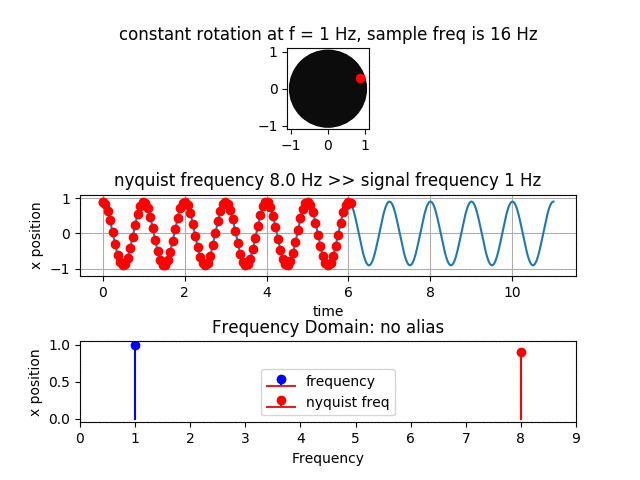 constant rotation at f = 1 Hz, sample freq is 16 Hz
1
0
−1
−1 0 1
nyquist frequency 8.0 Hz >> signal frequency 1 Hz
x position
1
0
−1
0 2 4 6 8 10
time
Frequency Domain: no alias
x position
1.0
0.5
0.0
frequency
nyquist freq
0 1 2 3 4 5 6 7 8 9
Frequency